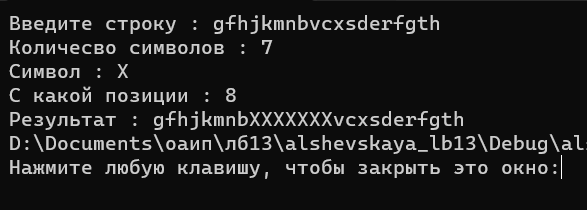 Введите строку : gfhjkmnbvcxsderfgth
Количесво символов : 7
Символ : X
С какой позиции : 8
Результат : gfhjkmnbXXXXXXXvcxsderfgth
D:\Documents\оаип\лб13\alshevskaya_lb13\Debug\als
Нажмите любую клавишу, чтобы закрыть это окно: